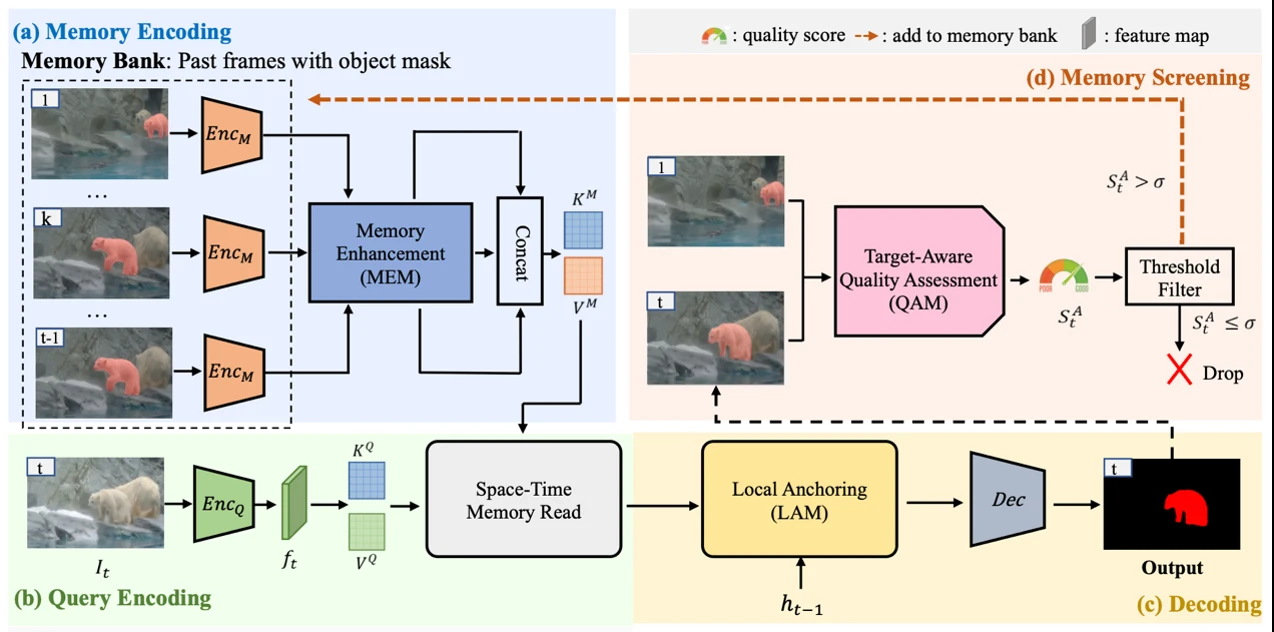 (a) Memory Encoding
Memory Bank: Past frames with object mask
1
Enc_M
...
k
Enc_M
...
t-1
Enc_M
Memory
Enhancement
(MEM)
Concat
K^M
V^M
: quality score
: add to memory bank
: feature map
(d) Memory Screening
1
t
Target-Aware
Quality Assessment
(QAM)
POOR GOOD
S_t^A
S_t^A > σ
Threshold
Filter
S_t^A ≤ σ
Drop
t
I_t
Enc_Q
f_t
K^Q
V^Q
Space-Time
Memory Read
(b) Query Encoding
Local Anchoring
(LAM)
h_{t-1}
Dec
t
Output
(c) Decoding